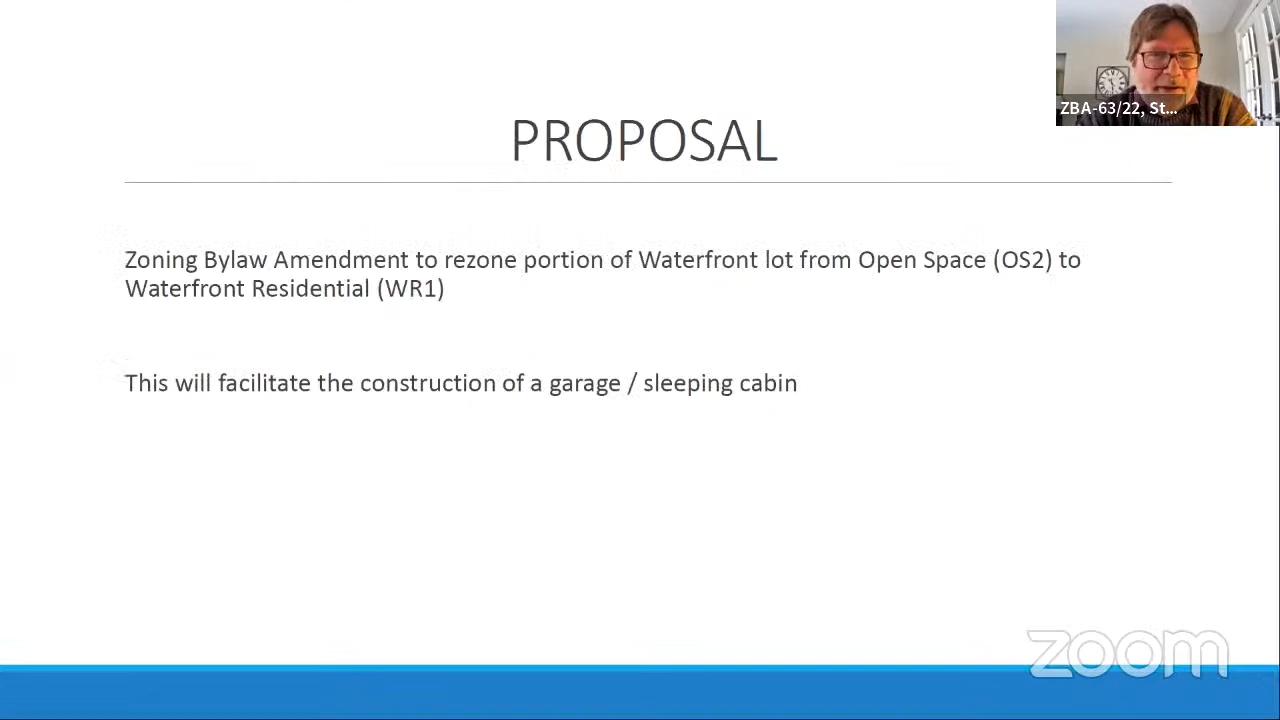 ZBA-63/22, St...
PROPOSAL
Zoning Bylaw Amendment to rezone portion of Waterfront lot from Open Space (OS2) to
Waterfront Residential (WR1)
This will facilitate the construction of a garage / sleeping cabin
zoom